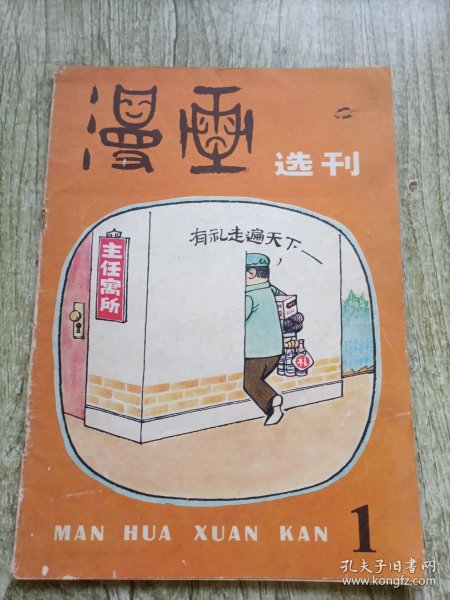 漫画
选刊
有礼走遍天下
主任寓所
礼
MAN HUA XUAN KAN 1
孔夫子旧书网
www.kongfz.com